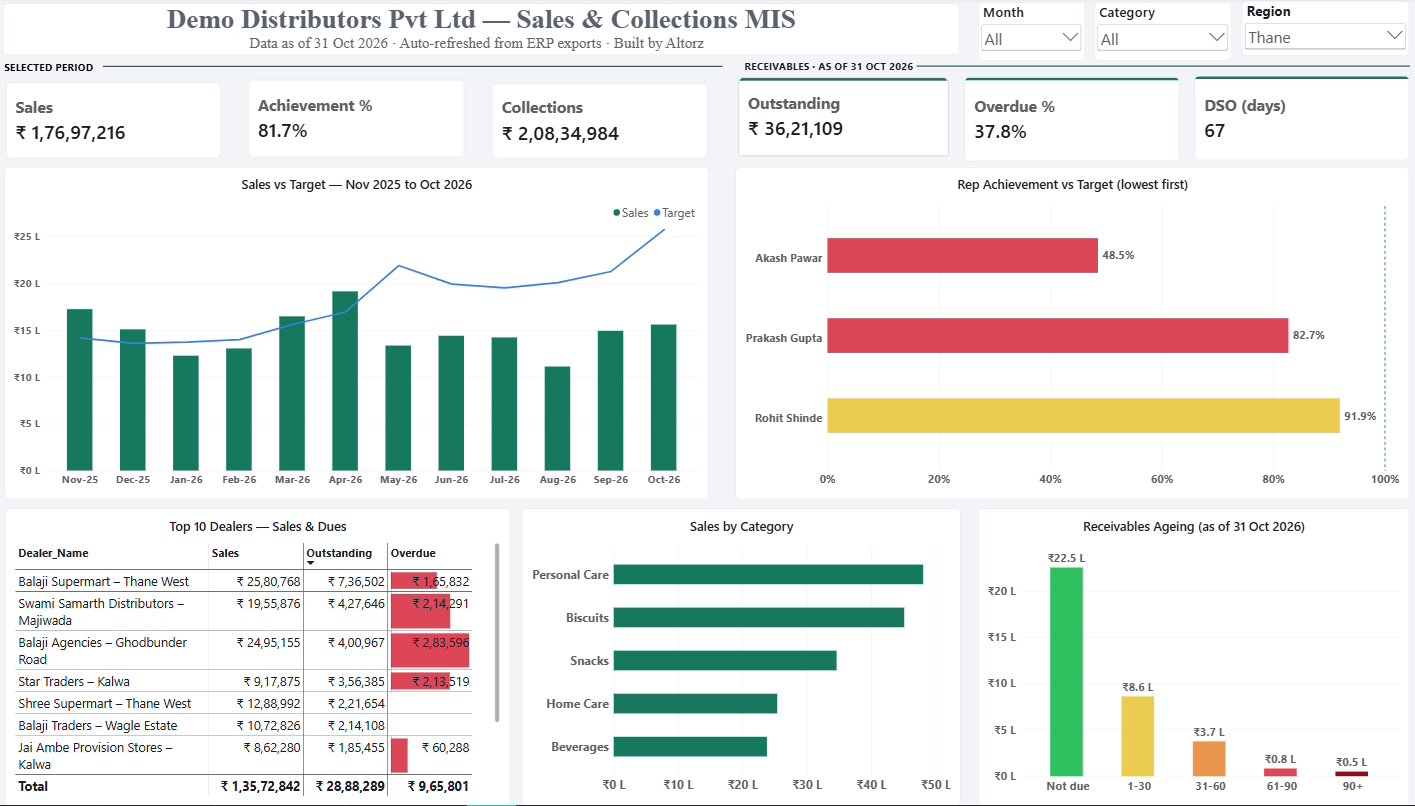 Demo Distributors Pvt Ltd — Sales & Collections MIS
Data as of 31 Oct 2026 · Auto-refreshed from ERP exports · Built by Altorz
Month
All
Category
All
Region
Thane
SELECTED PERIOD
RECEIVABLES · AS OF 31 OCT 2026
Sales
₹ 1,76,97,216
Achievement %
81.7%
Collections
₹ 2,08,34,984
Outstanding
₹ 36,21,109
Overdue %
37.8%
DSO (days)
67
Sales vs Target — Nov 2025 to Oct 2026
Sales Target
₹25 L
₹20 L
₹15 L
₹10 L
₹5 L
₹0 L
Nov-25 Dec-25 Jan-26 Feb-26 Mar-26 Apr-26 May-26 Jun-26 Jul-26 Aug-26 Sep-26 Oct-26
Rep Achievement vs Target (lowest first)
Akash Pawar 48.5%
Prakash Gupta 82.7%
Rohit Shinde 91.9%
0% 20% 40% 60% 80% 100%
Top 10 Dealers — Sales & Dues
Dealer_Name Sales Outstanding Overdue
Balaji Supermart – Thane West ₹ 25,80,768 ₹ 7,36,502 ₹ 1,65,832
Swami Samarth Distributors – ₹ 19,55,876 ₹ 4,27,646 ₹ 2,14,291
Majiwada
Balaji Agencies – Ghodbunder ₹ 24,95,155 ₹ 4,00,967 ₹ 2,83,596
Road
Star Traders – Kalwa ₹ 9,17,875 ₹ 3,56,385 ₹ 2,13,519
Shree Supermart – Thane West ₹ 12,88,992 ₹ 2,21,654
Balaji Traders – Wagle Estate ₹ 10,72,826 ₹ 2,14,108
Jai Ambe Provision Stores – ₹ 8,62,280 ₹ 1,85,455 ₹ 60,288
Kalwa
Total ₹ 1,35,72,842 ₹ 28,88,289 ₹ 9,65,801
Sales by Category
Personal Care
Biscuits
Snacks
Home Care
Beverages
₹0 L ₹10 L ₹20 L ₹30 L ₹40 L ₹50 L
Receivables Ageing (as of 31 Oct 2026)
₹22.5 L
₹20 L
₹15 L
₹10 L
₹8.6 L
₹5 L
₹3.7 L
₹0.8 L
₹0.5 L
₹0 L
Not due 1-30 31-60 61-90 90+